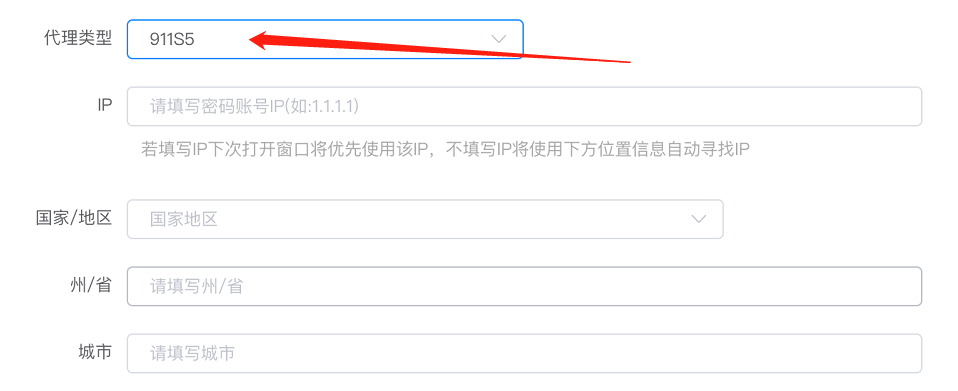 代理类型 911S5
IP 请填写密码账号IP(如:1.1.1.1)
若填写IP下次打开窗口将优先使用该IP，不填写IP将使用下方位置信息自动寻找IP
国家/地区 国家地区
州/省 请填写州/省
城市 请填写城市